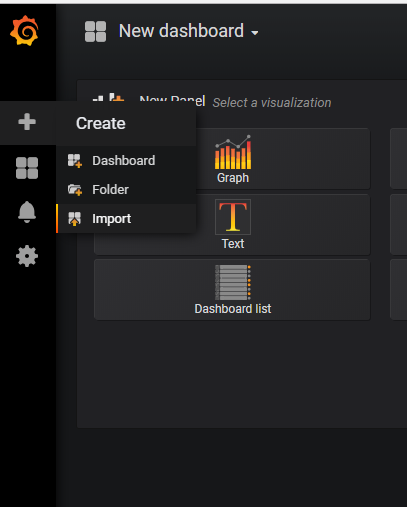 New dashboard
New Panel Select a visualization
Create
Dashboard
Folder
Import
Graph
Text
Dashboard list